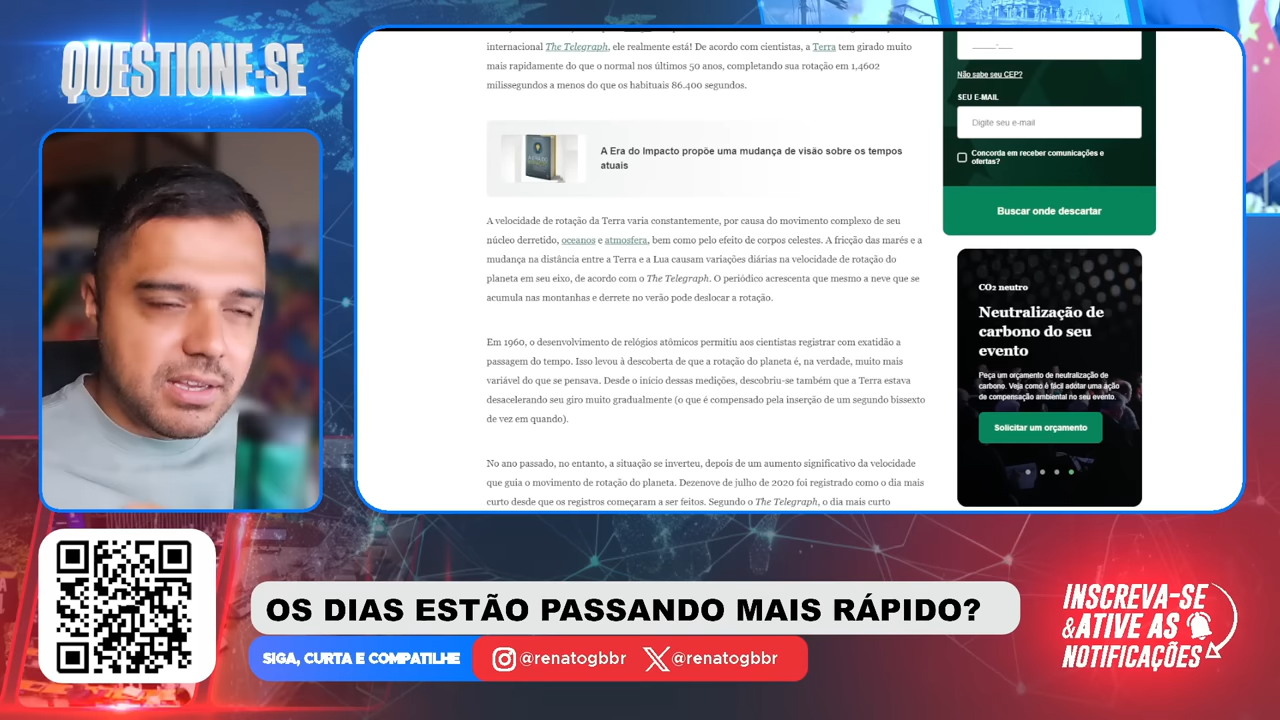 QUESTIONE-SE
internacional The Telegraph, ele realmente está! De acordo com cientistas, a Terra tem girado muito
mais rapidamente do que o normal nos últimos 50 anos, completando sua rotação em 1,4602
milissegundos a menos do que os habituais 86.400 segundos.
A Era do Impacto propõe uma mudança de visão sobre os tempos
atuais
A velocidade de rotação da Terra varia constantemente, por causa do movimento complexo de seu
núcleo derretido, oceanos e atmosfera, bem como pelo efeito de corpos celestes. A fricção das marés e a
mudança na distância entre a Terra e a Lua causam variações diárias na velocidade de rotação do
planeta em seu eixo, de acordo com o The Telegraph. O periódico acrescenta que mesmo a neve que se
acumula nas montanhas e derrete no verão pode deslocar a rotação.
Em 1960, o desenvolvimento de relógios atômicos permitiu aos cientistas registrar com exatidão a
passagem do tempo. Isso levou à descoberta de que a rotação do planeta é, na verdade, muito mais
variável do que se pensava. Desde o início dessas medições, descobriu-se também que a Terra estava
desacelerando seu giro muito gradualmente (o que é compensado pela inserção de um segundo bissexto
de vez em quando).
No ano passado, no entanto, a situação se inverteu, depois de um aumento significativo da velocidade
que guia o movimento de rotação do planeta. Dezenove de julho de 2020 foi registrado como o dia mais
curto desde que os registros começaram a ser feitos. Segundo o The Telegraph, o dia mais curto
Não sabe seu CEP?
SEU E-MAIL
Digite seu e-mail
Concorda em receber comunicações e
ofertas?
Buscar onde descartar
CO2 neutro
Neutralização de
carbono do seu
evento
Peça um orçamento de neutralização de
carbono. Veja como é fácil adotar uma ação
de compensação ambiental no seu evento.
Solicitar um orçamento
OS DIAS ESTÃO PASSANDO MAIS RÁPIDO?
SIGA, CURTA E COMPATILHE
@renatogbbr
@renatogbbr
INSCREVA-SE
&ATIVE AS
NOTIFICAÇÕES